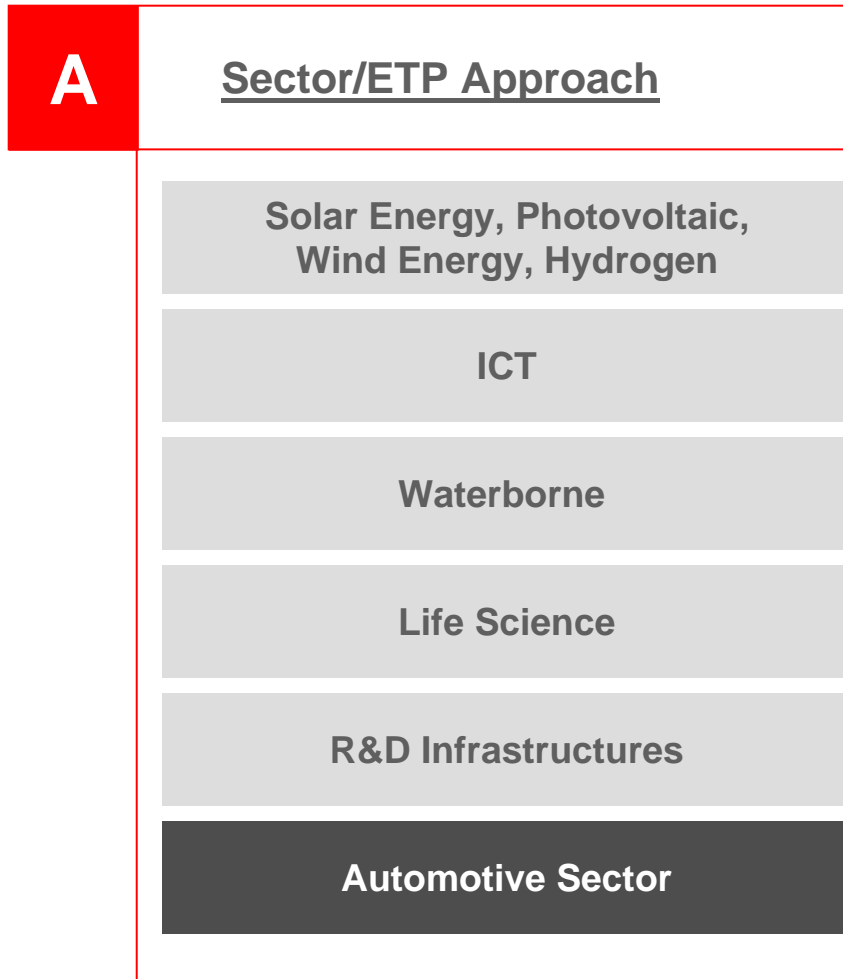 A
Sector/ETP Approach
Solar Energy, Photovoltaic,
Wind Energy, Hydrogen
ICT
Waterborne
Life Science
R&D Infrastructures
Automotive Sector